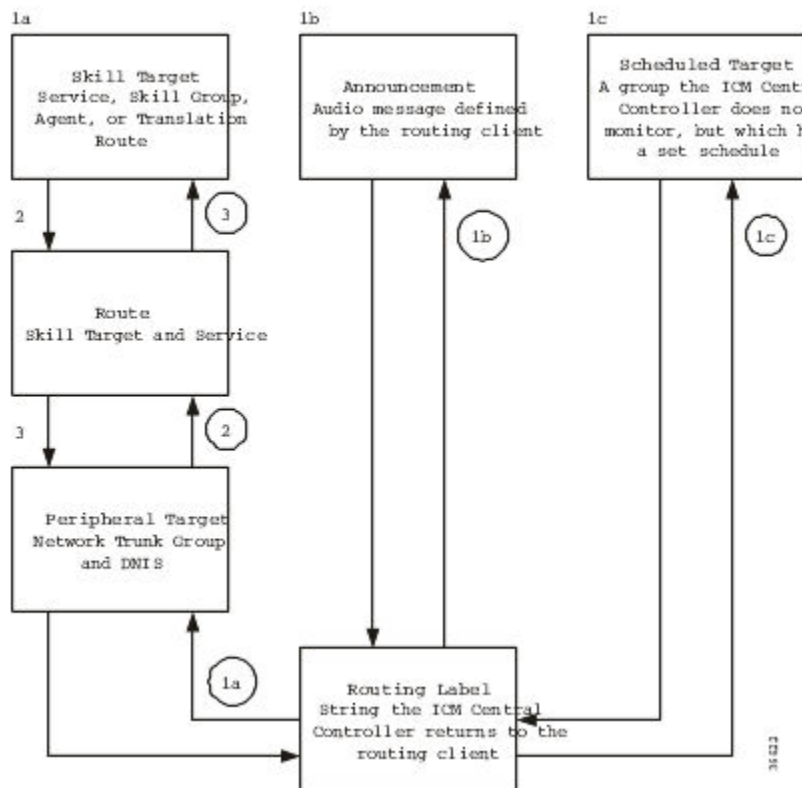 1a
1b
1c
Skill Target
Service, Skill Group,
Agent, or Translation
Route
Announcement
Audio message defined
by the routing client
Scheduled Target
A group the ICM Centr
Controller does no
monitor, but which h
a set schedule
2
3
1b
1c
Route
Skill Target and Service
3
2
Peripheral Target
Network Trunk Group
and DNIS
1a
Routing Label
String the ICM Central
Controller returns to the
routing client
36622